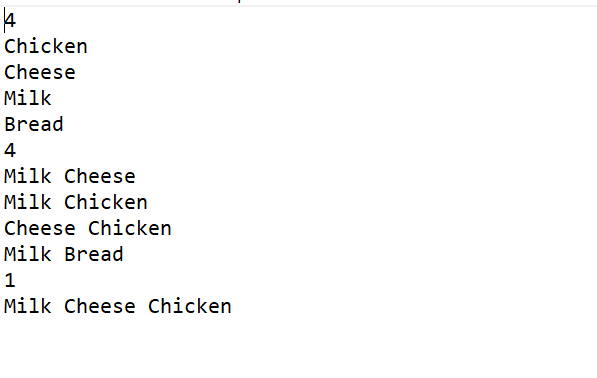 4
Chicken
Cheese
Milk
Bread
4
Milk Cheese
Milk Chicken
Cheese Chicken
Milk Bread
1
Milk Cheese Chicken